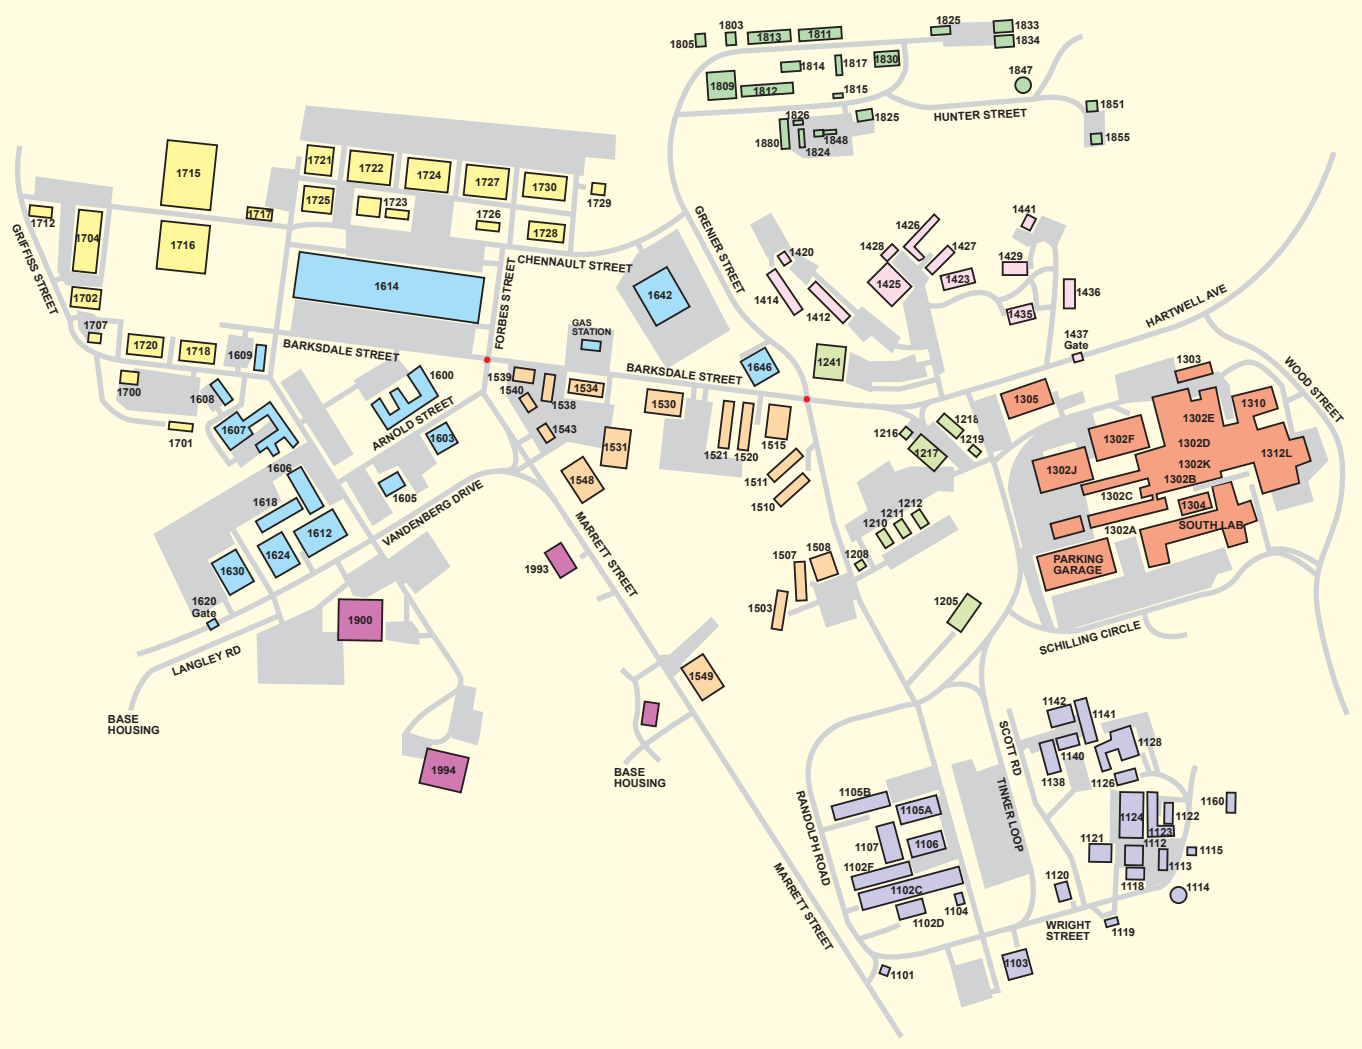 1803
1805
1813
1811
1825
1833
1834
1814
1817
1830
1847
1809
1812
1815
1851
1826
1825
HUNTER STREET
1880
1848
1824
1855
1715
1721
1722
1724
1727
1730
1725
1723
1729
1717
1726
1728
1712
1704
1716
GRIFFISS STREET
CHENNAULT STREET
GRENIER STREET
1420
1426
1441
1428
1427
1429
1425
1423
1414
1412
1436
1435
HARTWELL AVE
1614
1642
1702
FORBES STREET
GAS
STATION
1707
1720
1718
1609
BARKSDALE STREET
1437
Gate
1646
1241
BARKSDALE STREET
1303
WOOD STREET
1700
1608
1600
1539
1540
1538
1534
1530
1305
1310
1701
1607
ARNOLD STREET
1603
1543
1531
1521
1520
1515
1216
1218
1219
1217
1302E
1302F
1302D
1312L
1302J
1302K
1302B
1302C
1304
1302A
SOUTH LAB
PARKING
GARAGE
1606
1618
1605
1548
1511
1510
1612
VANDENBERG DRIVE
MARRETT STREET
1212
1211
1210
1624
1630
1993
1507
1508
1208
1620
Gate
1900
1503
1205
LANGLEY RD
SCHILLING CIRCLE
BASE
HOUSING
1549
1994
BASE
HOUSING
SCOTT RD
1142
1141
1140
1138
1128
1126
TINKER LOOP
RANDOLPH ROAD
1105B
1105A
1107
1106
1102F
1102C
1102D
1104
1124
1123
1122
1160
1121
1112
1113
1115
1118
1114
1120
1119
WRIGHT
STREET
MARRETT STREET
1101
1103